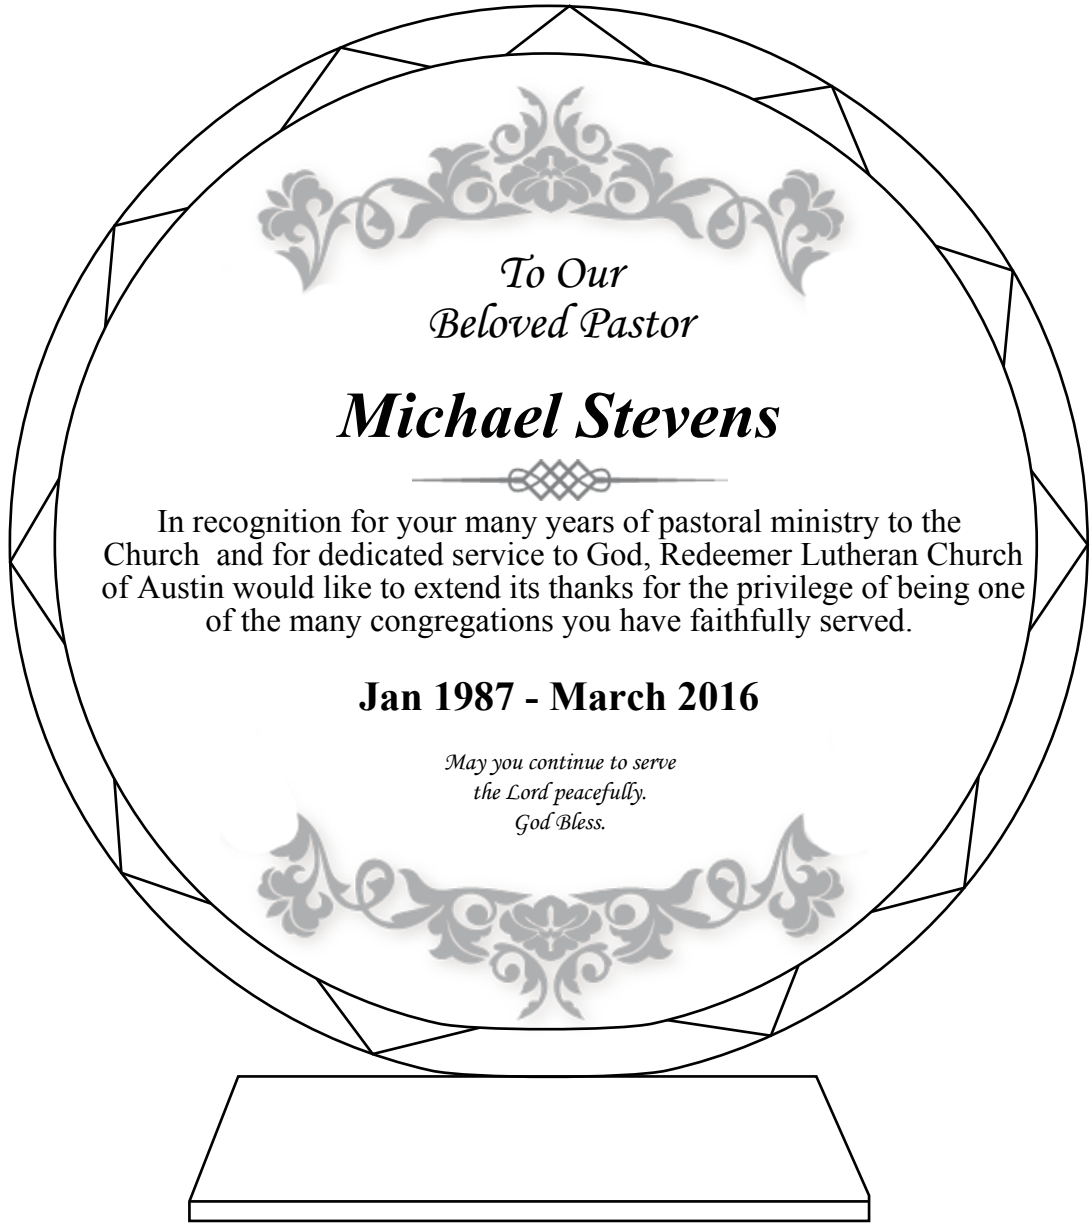 To Our
Beloved Pastor
Michael Stevens
In recognition for your many years of pastoral ministry to the
Church  and for dedicated service to God, Redeemer Lutheran Church
of Austin would like to extend its thanks for the privilege of being one
of the many congregations you have faithfully served.
Jan 1987 - March 2016
May you continue to serve
the Lord peacefully.
God Bless.